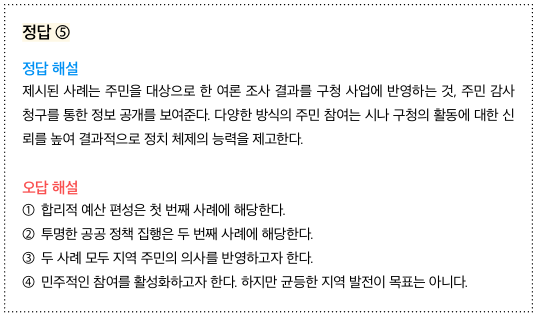 정답 ⑤
정답 해설
제시된 사례는 주민을 대상으로 한 여론 조사 결과를 구청 사업에 반영하는 것, 주민 감사
청구를 통한 정보 공개를 보여준다. 다양한 방식의 주민 참여는 시나 구청의 활동에 대한 신
뢰를 높여 결과적으로 정치 체제의 능력을 제고한다.
오답 해설
① 합리적 예산 편성은 첫 번째 사례에 해당한다.
② 투명한 공공 정책 집행은 두 번째 사례에 해당한다.
③ 두 사례 모두 지역 주민의 의사를 반영하고자 한다.
④ 민주적인 참여를 활성화하고자 한다. 하지만 균등한 지역 발전이 목표는 아니다.